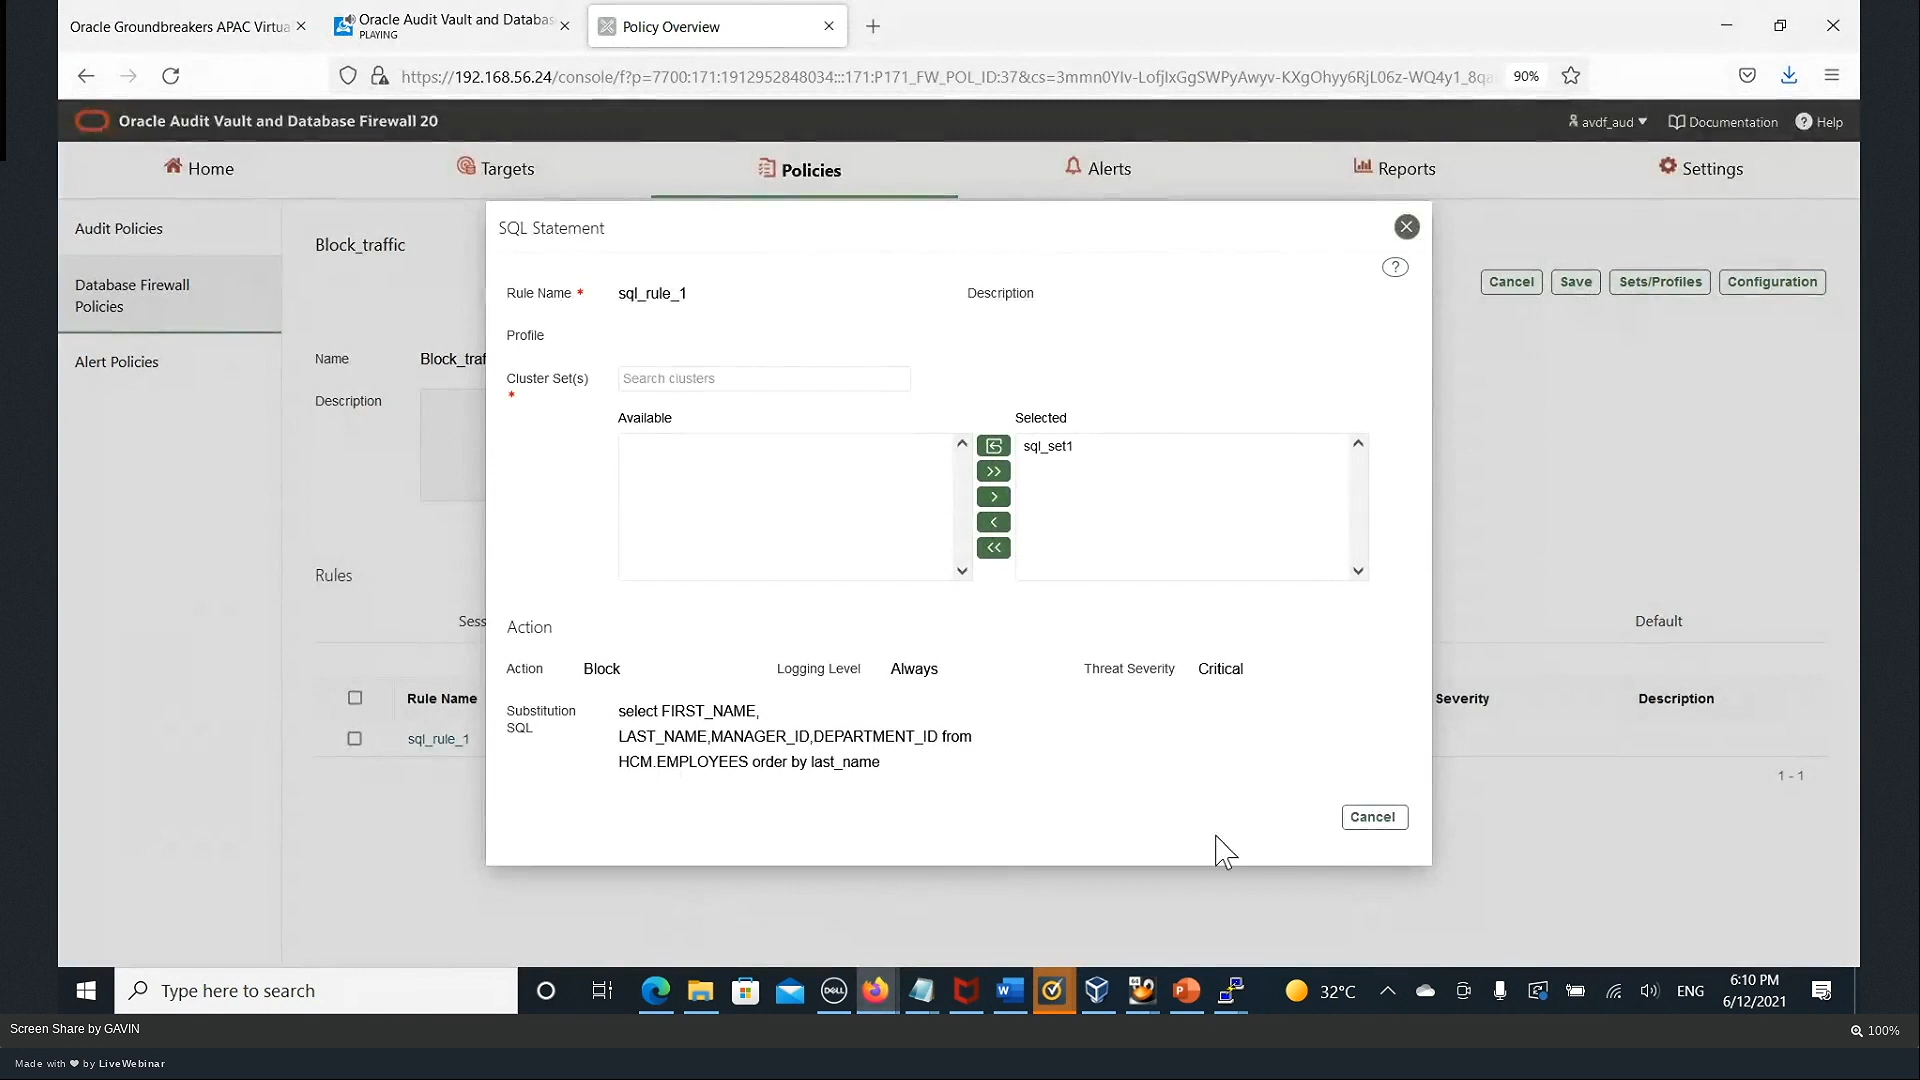 Oracle Groundbreakers APAC Virtua
Oracle Audit Vault and Databas
PLAYING
Policy Overview
https://192.168.56.24/console/f?p=7700:171:1912952848034:::171:P171_FW_POL_ID:37&cs=3mmn0YIv-LofjIxGgSWPyAwyv-KXgOhyy6RjL06z-WQ4y1_8qa
90%
Oracle Audit Vault and Database Firewall 20
avdf_aud
Documentation
? Help
Home
Targets
Policies
Alerts
Reports
Settings
Audit Policies
Database Firewall
Policies
Alert Policies
Block_traffic
Cancel
Save
Sets/Profiles
Configuration
Name
Block_traf
Description
Rules
Sess
Default
Rule Name
Severity
Description
sql_rule_1
1 - 1
SQL Statement
?
Rule Name *
sql_rule_1
Description
Profile
Cluster Set(s)
*
Search clusters
Available
Selected
sql_set1
>>
>
<
<<
Action
Action
Block
Logging Level
Always
Threat Severity
Critical
Substitution
SQL
select FIRST_NAME,
LAST_NAME,MANAGER_ID,DEPARTMENT_ID from
HCM.EMPLOYEES order by last_name
Cancel
Type here to search
DELL
W
P
32°C
ENG
6:10 PM
6/12/2021
Screen Share by GAVIN
100%
Made with ❤ by LiveWebinar